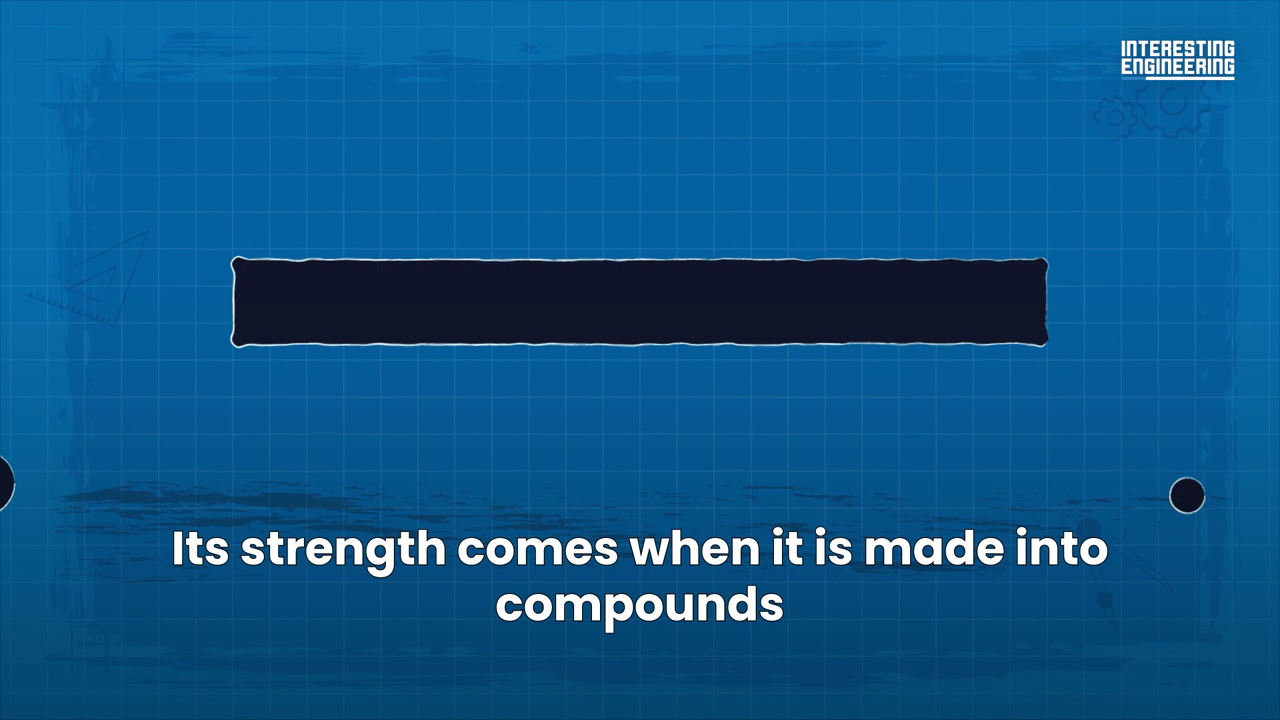 INTERESTING
ENGINEERING
Its strength comes when it is made into
compounds